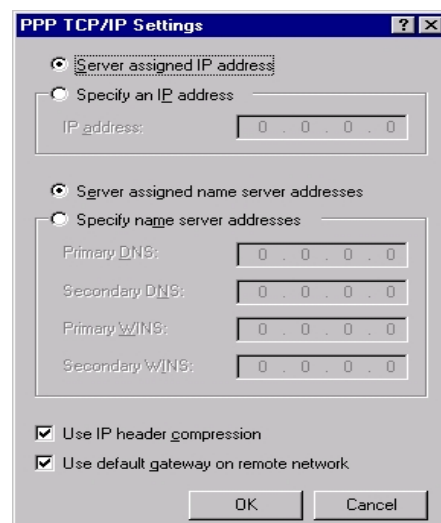 PPP TCP/IP Settings ? X
Server assigned IP address
Specify an IP address
IP address: 0 . 0 . 0 . 0
Server assigned name server addresses
Specify name server addresses
Primary DNS: 0 . 0 . 0 . 0
Secondary DNS: 0 . 0 . 0 . 0
Primary WINS: 0 . 0 . 0 . 0
Secondary WINS: 0 . 0 . 0 . 0
Use IP header compression
Use default gateway on remote network
OK Cancel